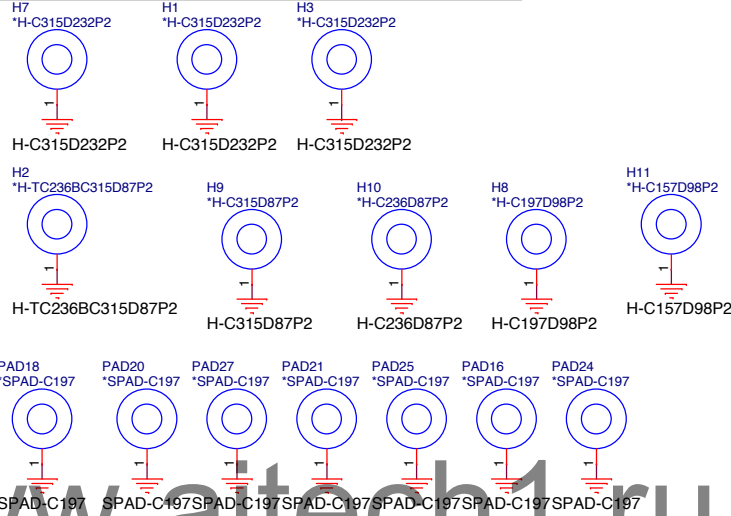 H7 H1 H3
*H-C315D232P2 *H-C315D232P2 *H-C315D232P2
1 1 1
H-C315D232P2 H-C315D232P2 H-C315D232P2
H2 H11
*H-TC236BC315D87P2 H9 H10 H8 *H-C157D98P2
*H-C315D87P2 *H-C236D87P2 *H-C197D98P2
1 1 1 1 1
H-TC236BC315D87P2 H-C157D98P2
H-C315D87P2 H-C236D87P2 H-C197D98P2
PAD18 PAD20 PAD27 PAD21 PAD25 PAD16 PAD24
*SPAD-C197 *SPAD-C197 *SPAD-C197 *SPAD-C197 *SPAD-C197 *SPAD-C197 *SPAD-C197
1 1 1 1 1 1 1
SPAD-C197 SPAD-C197 SPAD-C197 SPAD-C197 SPAD-C197 SPAD-C197 SPAD-C197